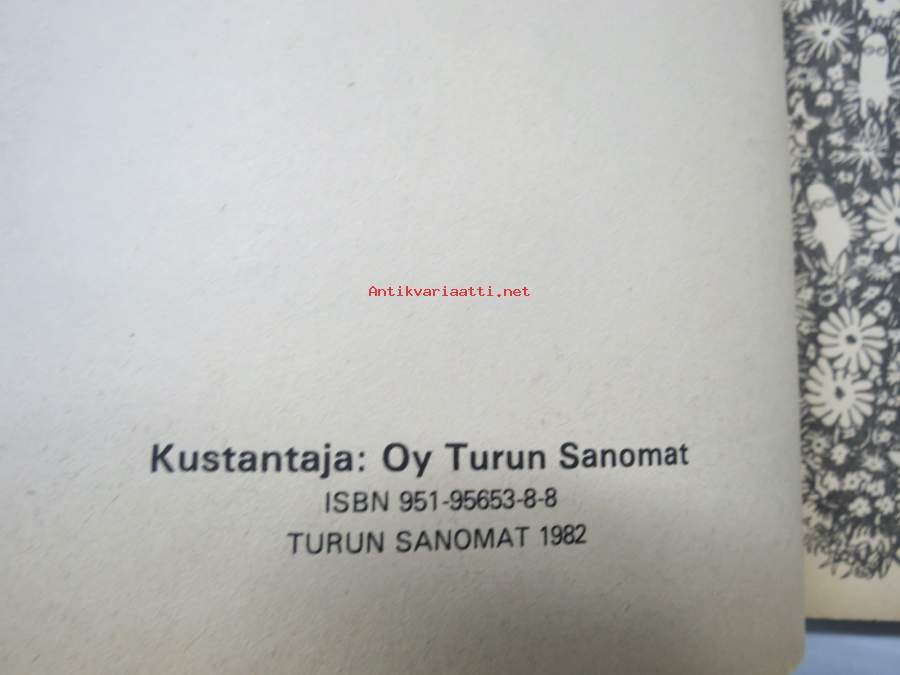 Antikvariaatti.net
Kustantaja: Oy Turun Sanomat
ISBN 951-95653-8-8
TURUN SANOMAT 1982